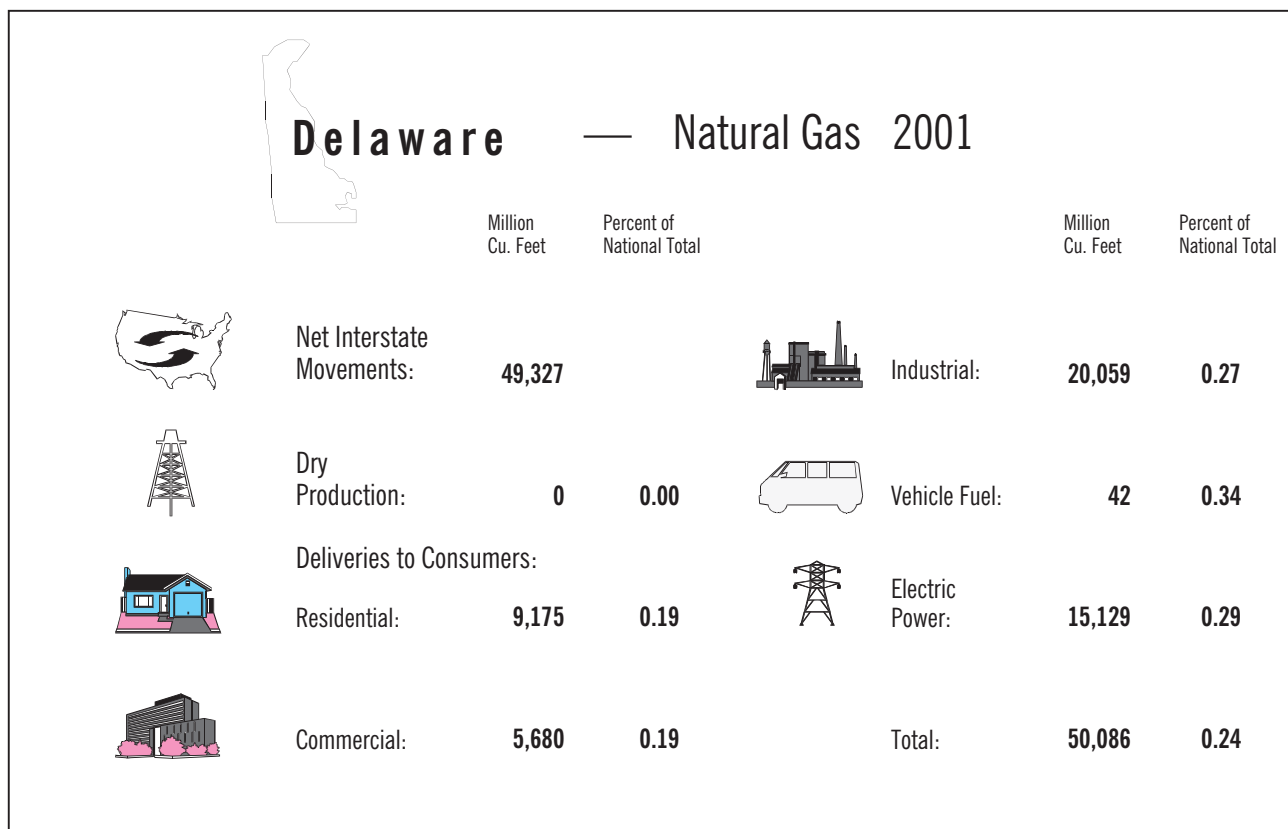 Delaware — Natural Gas 2001
Million
Cu. Feet
Percent of
National Total
Million
Cu. Feet
Percent of
National Total
Net Interstate
Movements: 49,327
Industrial: 20,059 0.27
Dry
Production: 0 0.00
Vehicle Fuel: 42 0.34
Deliveries to Consumers:
Residential: 9,175 0.19
Electric
Power: 15,129 0.29
Commercial: 5,680 0.19
Total: 50,086 0.24